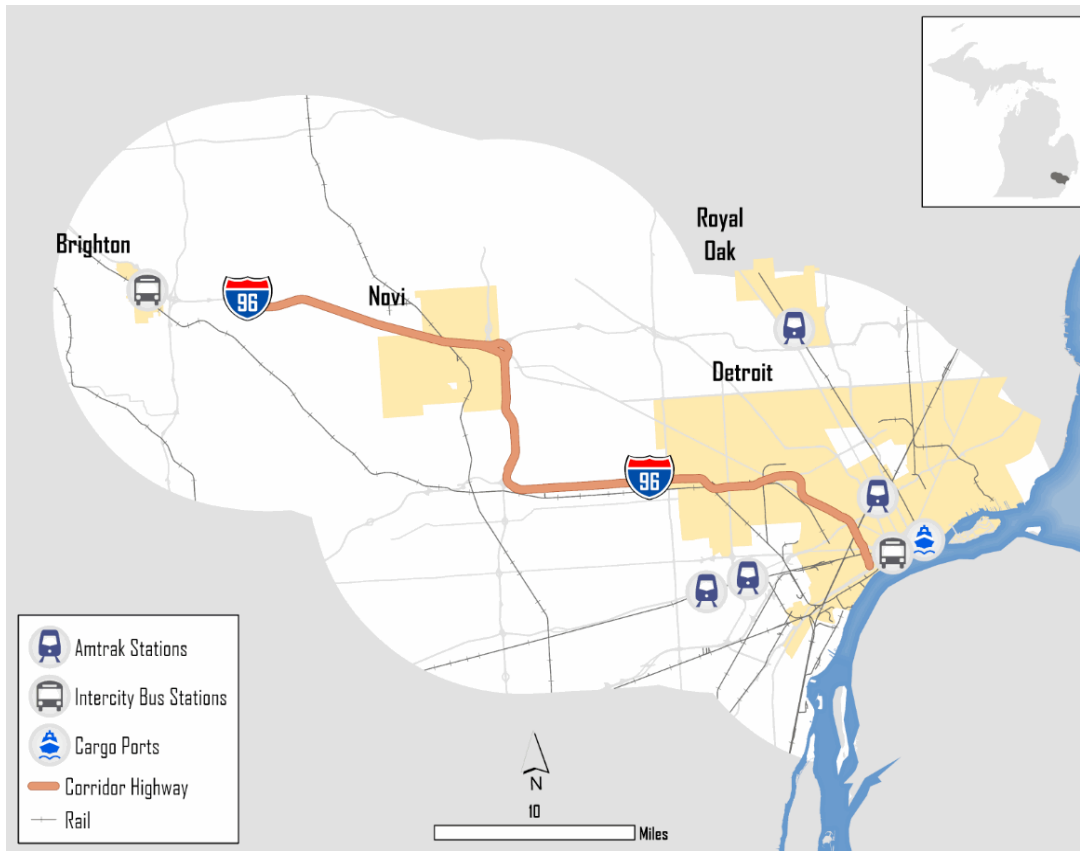 Royal
Oak
Brighton
96
Novi
Detroit
96
Amtrak Stations
Intercity Bus Stations
Cargo Ports
Corridor Highway
Rail
N
10
Miles